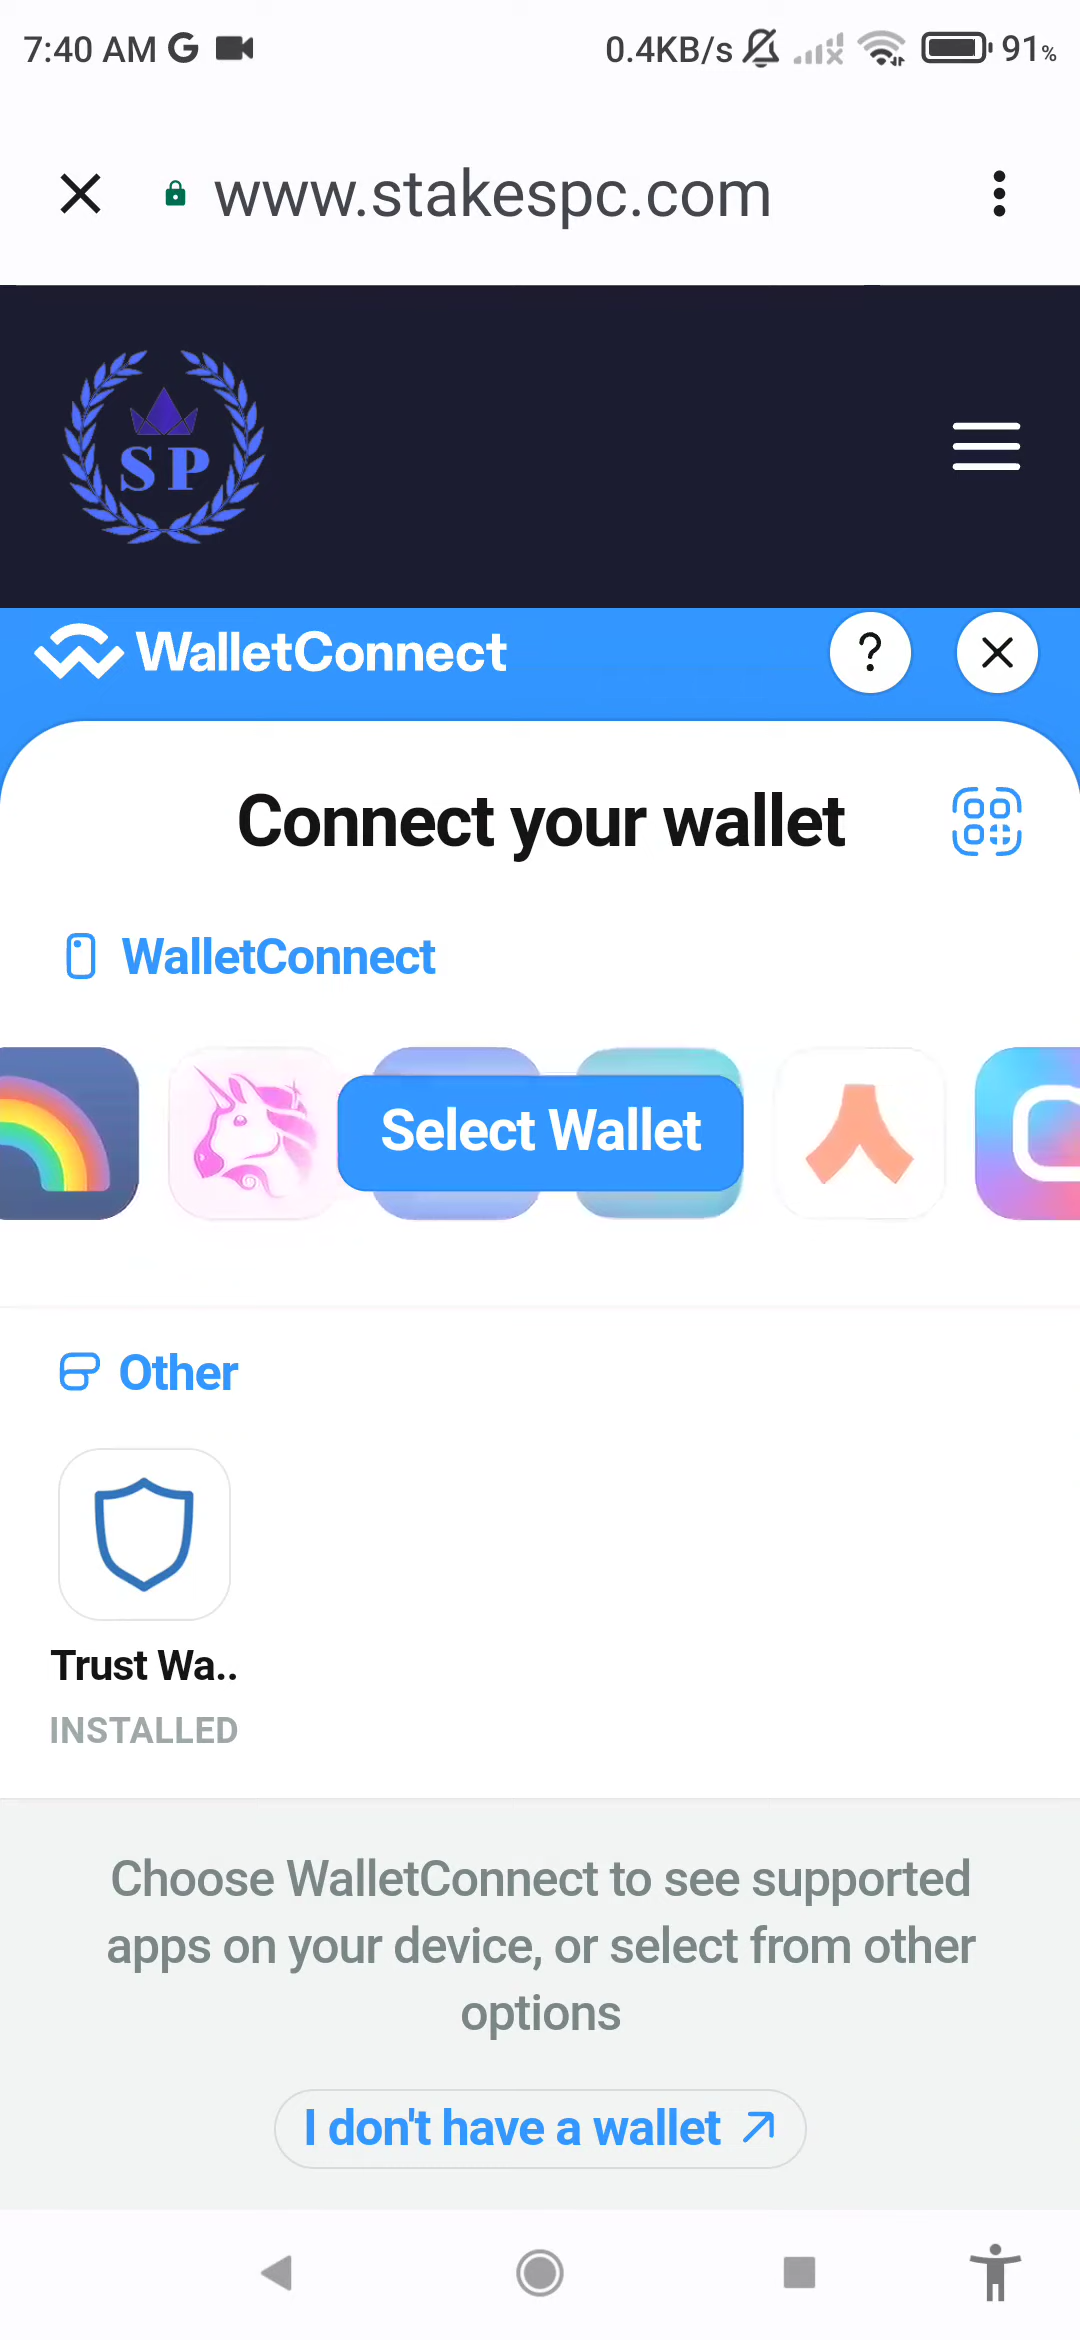 7:40 AM G 0.4KB/s 91%
www.stakespc.com
SP
WalletConnect ?
Connect your wallet
WalletConnect
Select Wallet
Other
Trust Wa..
INSTALLED
Choose WalletConnect to see supported
apps on your device, or select from other
options
I don't have a wallet